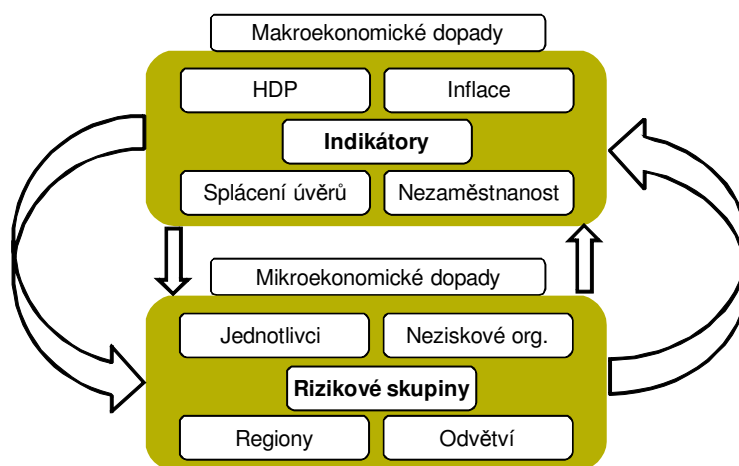 Makroekonomické dopady
HDP
Inflace
Indikátory
Splácení úvěrů
Nezaměstnanost
Mikroekonomické dopady
Jednotlivci
Neziskové org.
Rizikové skupiny
Regiony
Odvětví